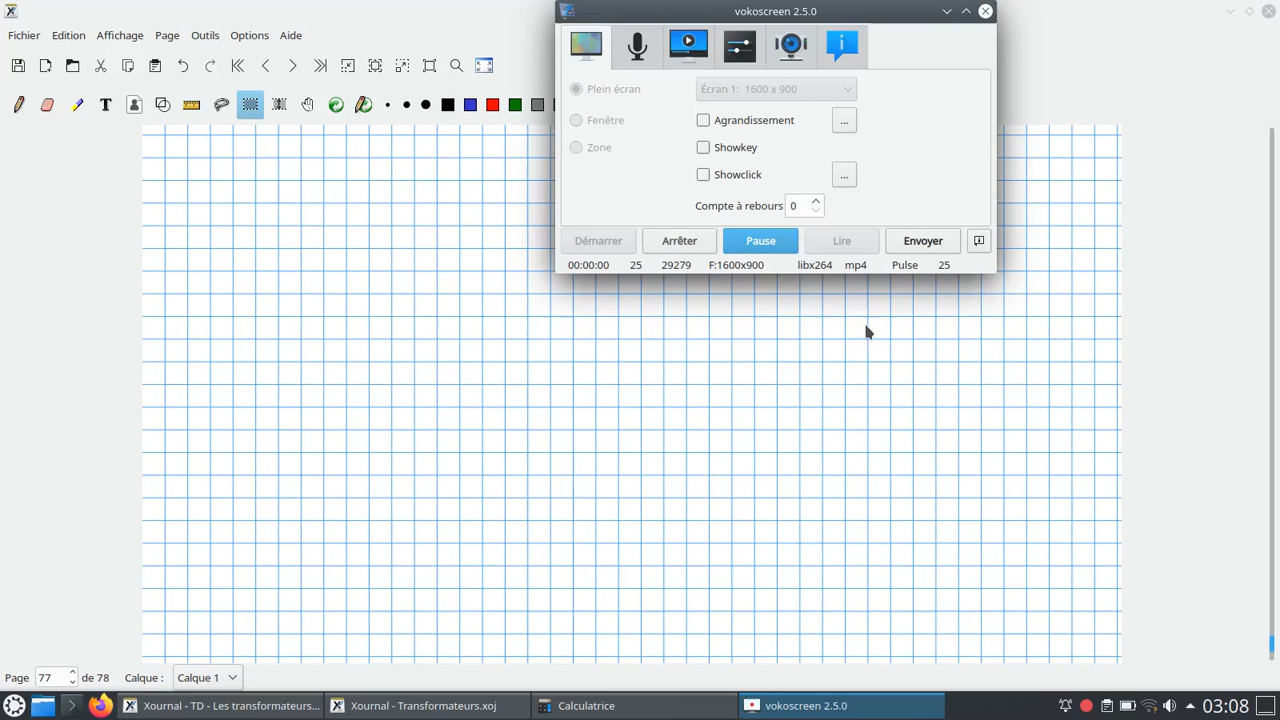 vokoscreen 2.5.0
Fichier Edition Affichage Page Outils Options Aide
Plein écran
Écran 1: 1600 x 900
Fenêtre
Agrandissement
...
Zone
Showkey
Showclick
...
Compte à rebours 0
Démarrer Arrêter Pause Lire Envoyer
00:00:00 25 29279 F:1600x900 libx264 mp4 Pulse 25
Page 77 de 78 Calque : Calque 1
Xournal - TD - Les transformateurs... Xournal - Transformateurs.xoj Calculatrice vokoscreen 2.5.0 03:08